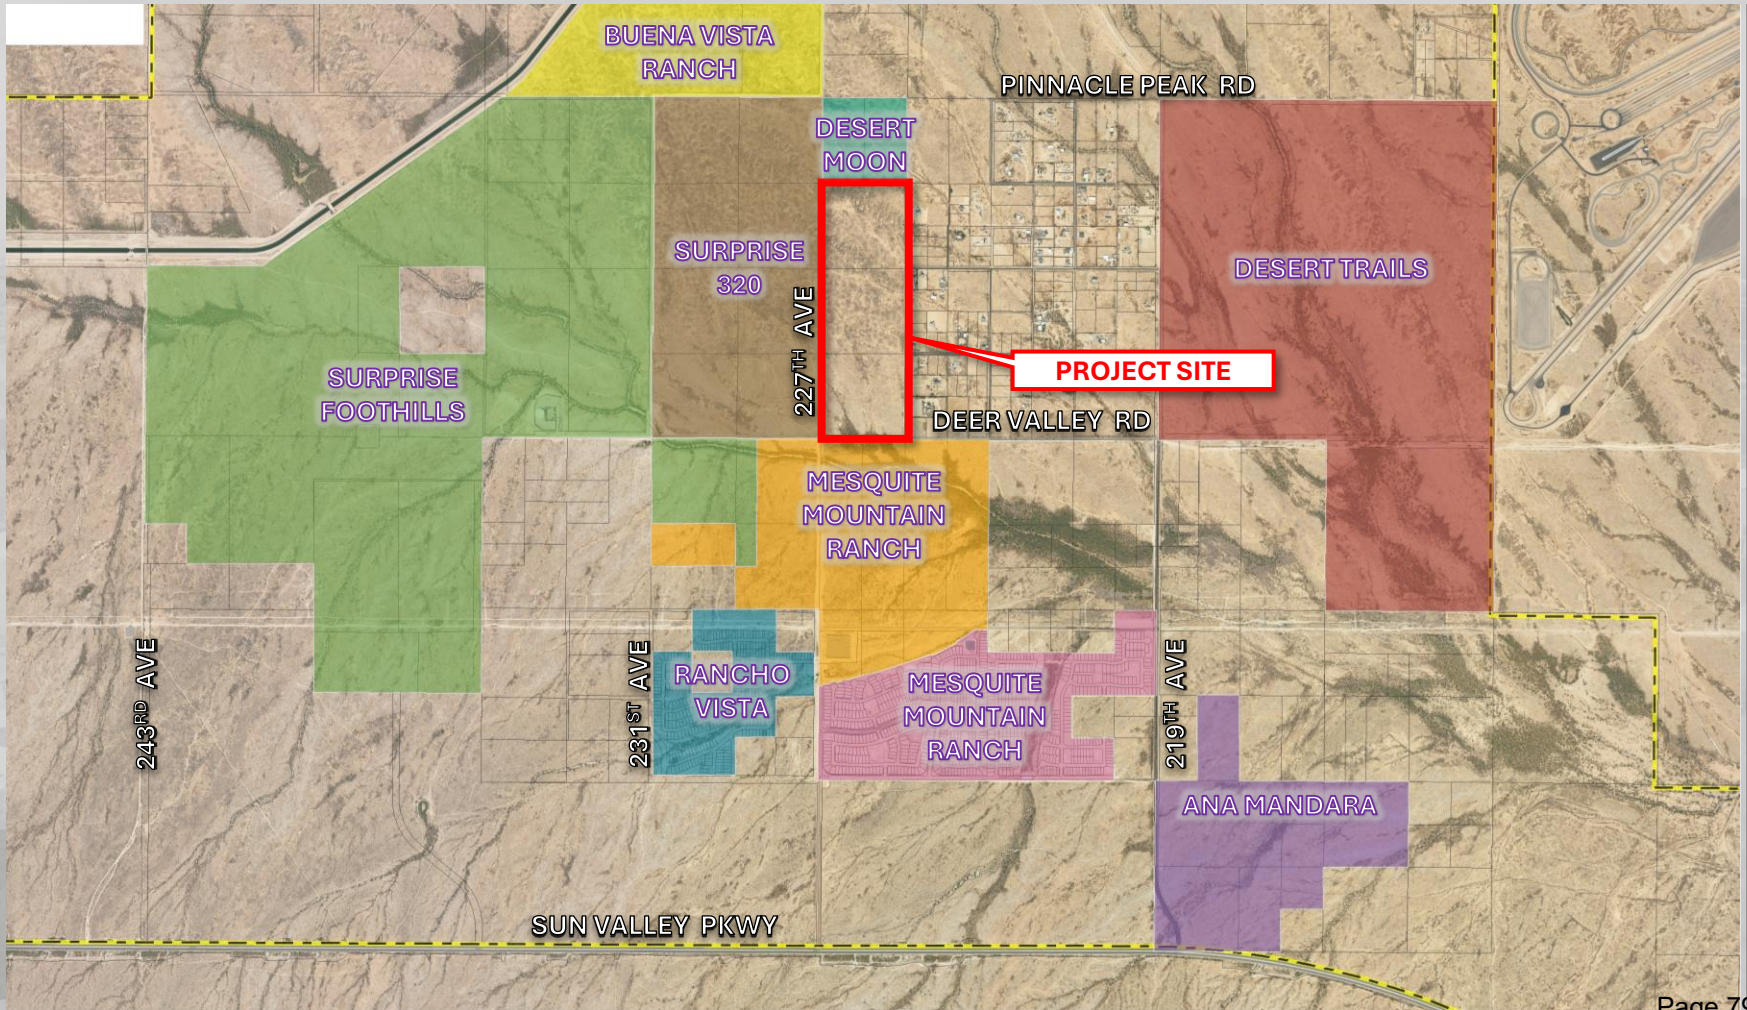 BUENA VISTA
RANCH
PINNACLE PEAK RD
DESERT
MOON
SURPRISE
320
DESERT TRAILS
227TH AVE
PROJECT SITE
SURPRISE
FOOTHILLS
DEER VALLEY RD
MESQUITE
MOUNTAIN
RANCH
243RD AVE
231ST AVE
RANCHO
VISTA
MESQUITE
MOUNTAIN
RANCH
219TH AVE
ANA MANDARA
SUN VALLEY PKWY
Page 79